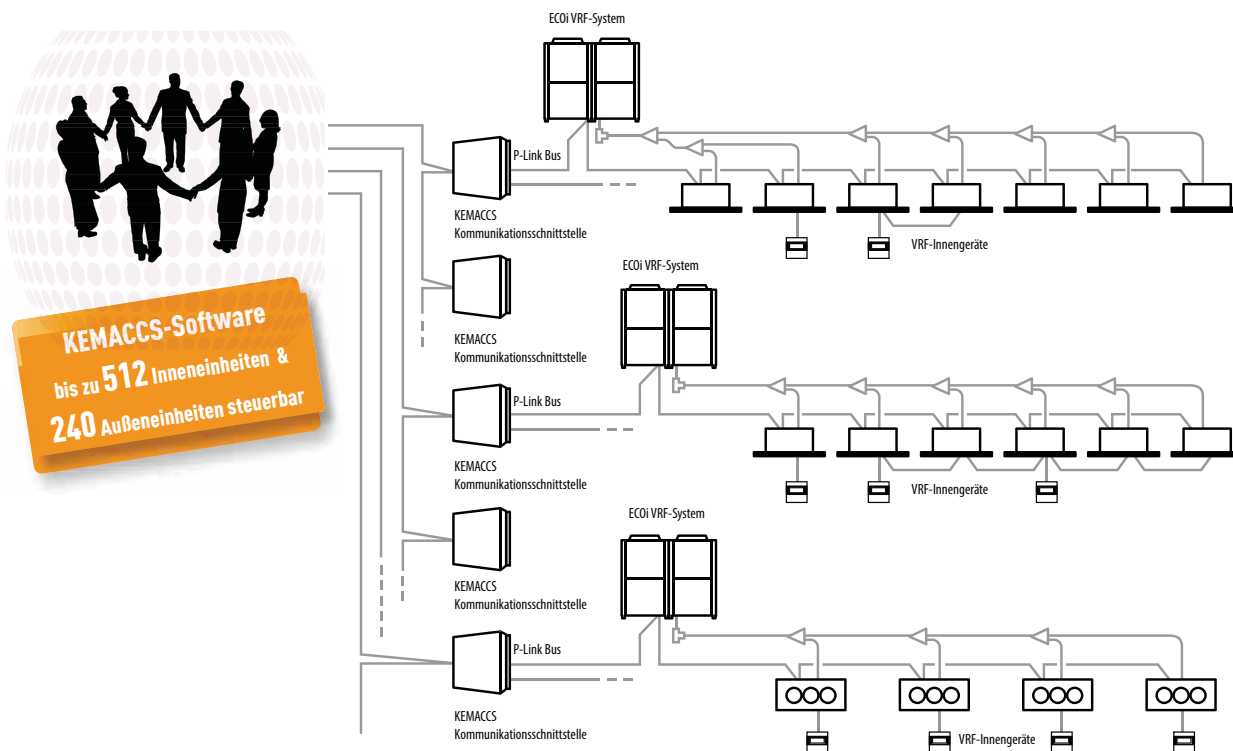 ECOi VRF-System
P-Link Bus
KEMACCS
Kommunikationsschnittstelle
VRF-Innengeräte
ECOi VRF-System
KEMACCS
Kommunikationsschnittstelle
KEMACCS-Software
bis zu 512 Inneneinheiten &
240 Außeneinheiten steuerbar
P-Link Bus
KEMACCS
Kommunikationsschnittstelle
VRF-Innengeräte
ECOi VRF-System
KEMACCS
Kommunikationsschnittstelle
P-Link Bus
KEMACCS
Kommunikationsschnittstelle
VRF-Innengeräte